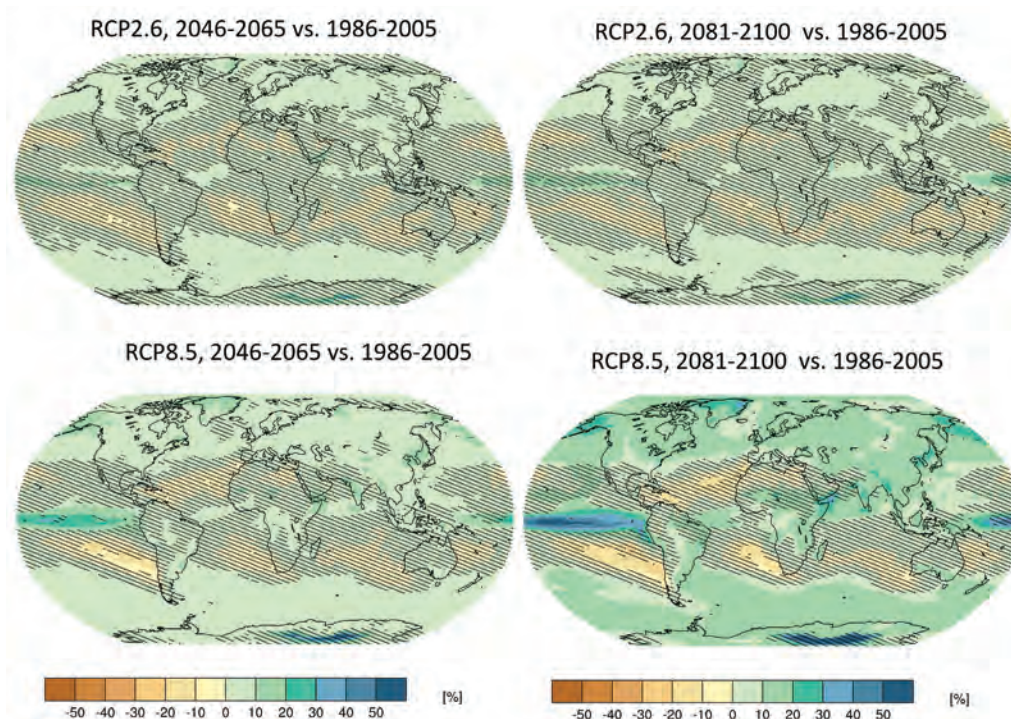 RCP2.6, 2046-2065 vs. 1986-2005
RCP2.6, 2081-2100 vs. 1986-2005
RCP8.5, 2046-2065 vs. 1986-2005
RCP8.5, 2081-2100 vs. 1986-2005
-50 -40 -30 -20 -10 0 10 20 30 40 50 [%]
-50 -40 -30 -20 -10 0 10 20 30 40 50 [%]